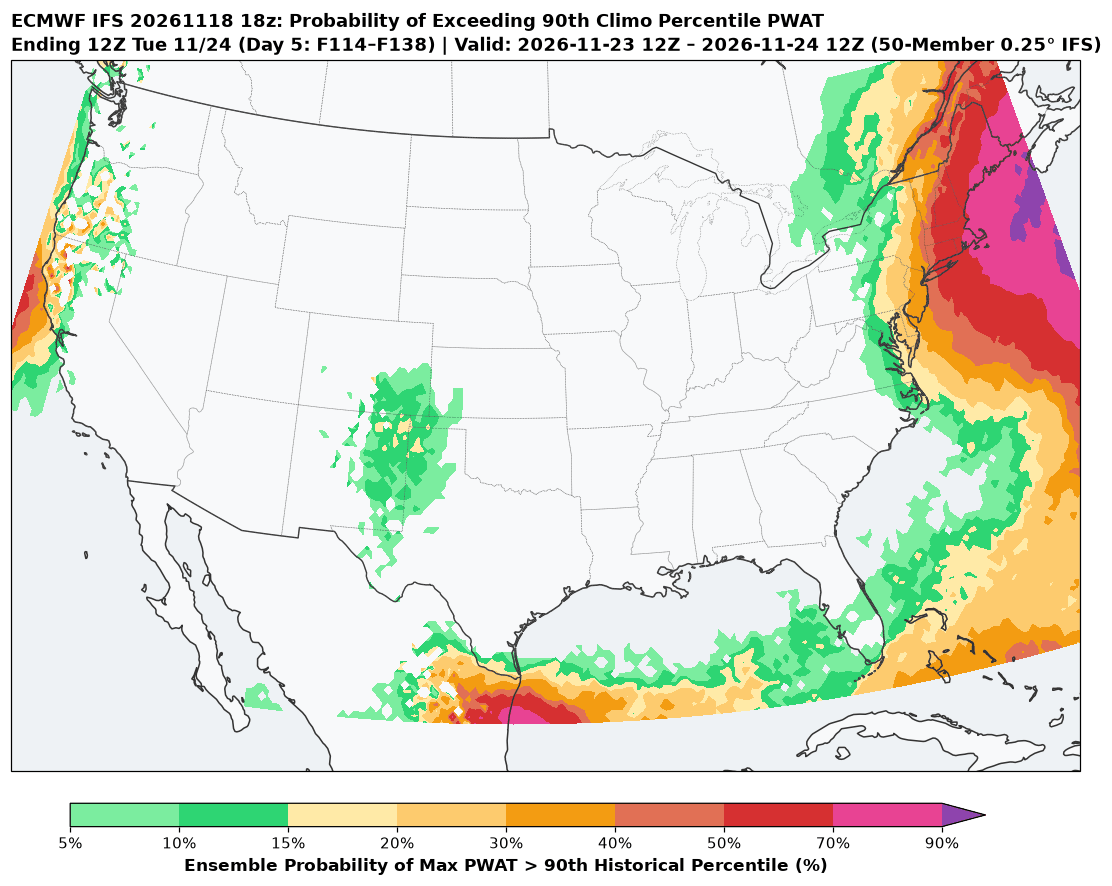 ECMWF IFS 20261118 18z: Probability of Exceeding 90th Climo Percentile PWAT
Ending 12Z Tue 11/24 (Day 5: F114–F138) | Valid: 2026-11-23 12Z – 2026-11-24 12Z (50-Member 0.25° IFS)
5% 10% 15% 20% 30% 40% 50% 70% 90%
Ensemble Probability of Max PWAT > 90th Historical Percentile (%)